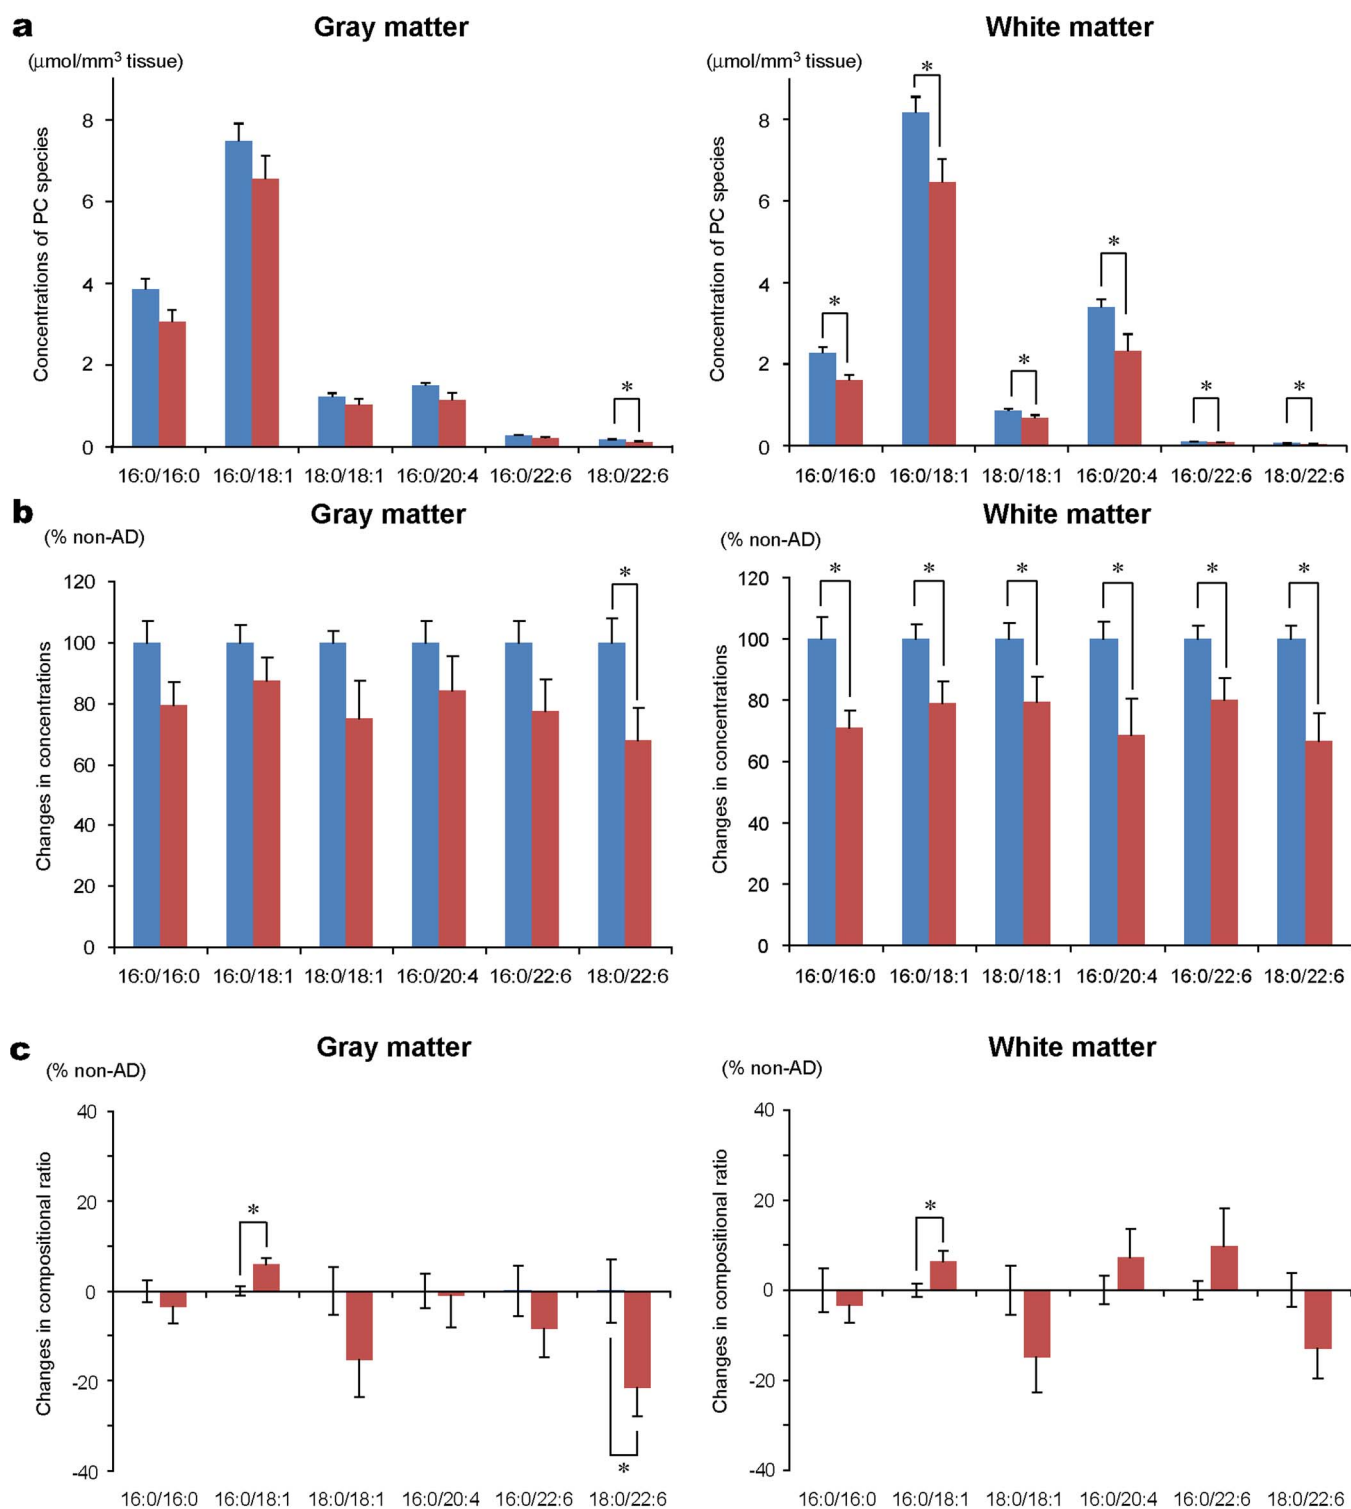 a
Gray matter
White matter
(μmol/mm³ tissue)
(μmol/mm³ tissue)
Concentrations of PC species
8
6
4
2
0
*
16:0/16:0 16:0/18:1 18:0/18:1 16:0/20:4 16:0/22:6 18:0/22:6
Concentration of PC species
8
6
4
2
0
* * * * * *
16:0/16:0 16:0/18:1 18:0/18:1 16:0/20:4 16:0/22:6 18:0/22:6
b
Gray matter
White matter
(% non-AD)
(% non-AD)
Changes in concentrations
120
100
80
60
40
20
0
*
16:0/16:0 16:0/18:1 18:0/18:1 16:0/20:4 16:0/22:6 18:0/22:6
Changes in concentrations
120
100
80
60
40
20
0
* * * * * *
16:0/16:0 16:0/18:1 18:0/18:1 16:0/20:4 16:0/22:6 18:0/22:6
c
Gray matter
White matter
(% non-AD)
(% non-AD)
Changes in compositional ratio
40
20
0
-20
-40
*
*
16:0/16:0 16:0/18:1 18:0/18:1 16:0/20:4 16:0/22:6 18:0/22:6
Changes in compositional ratio
40
20
0
-20
-40
*
16:0/16:0 16:0/18:1 18:0/18:1 16:0/20:4 16:0/22:6 18:0/22:6